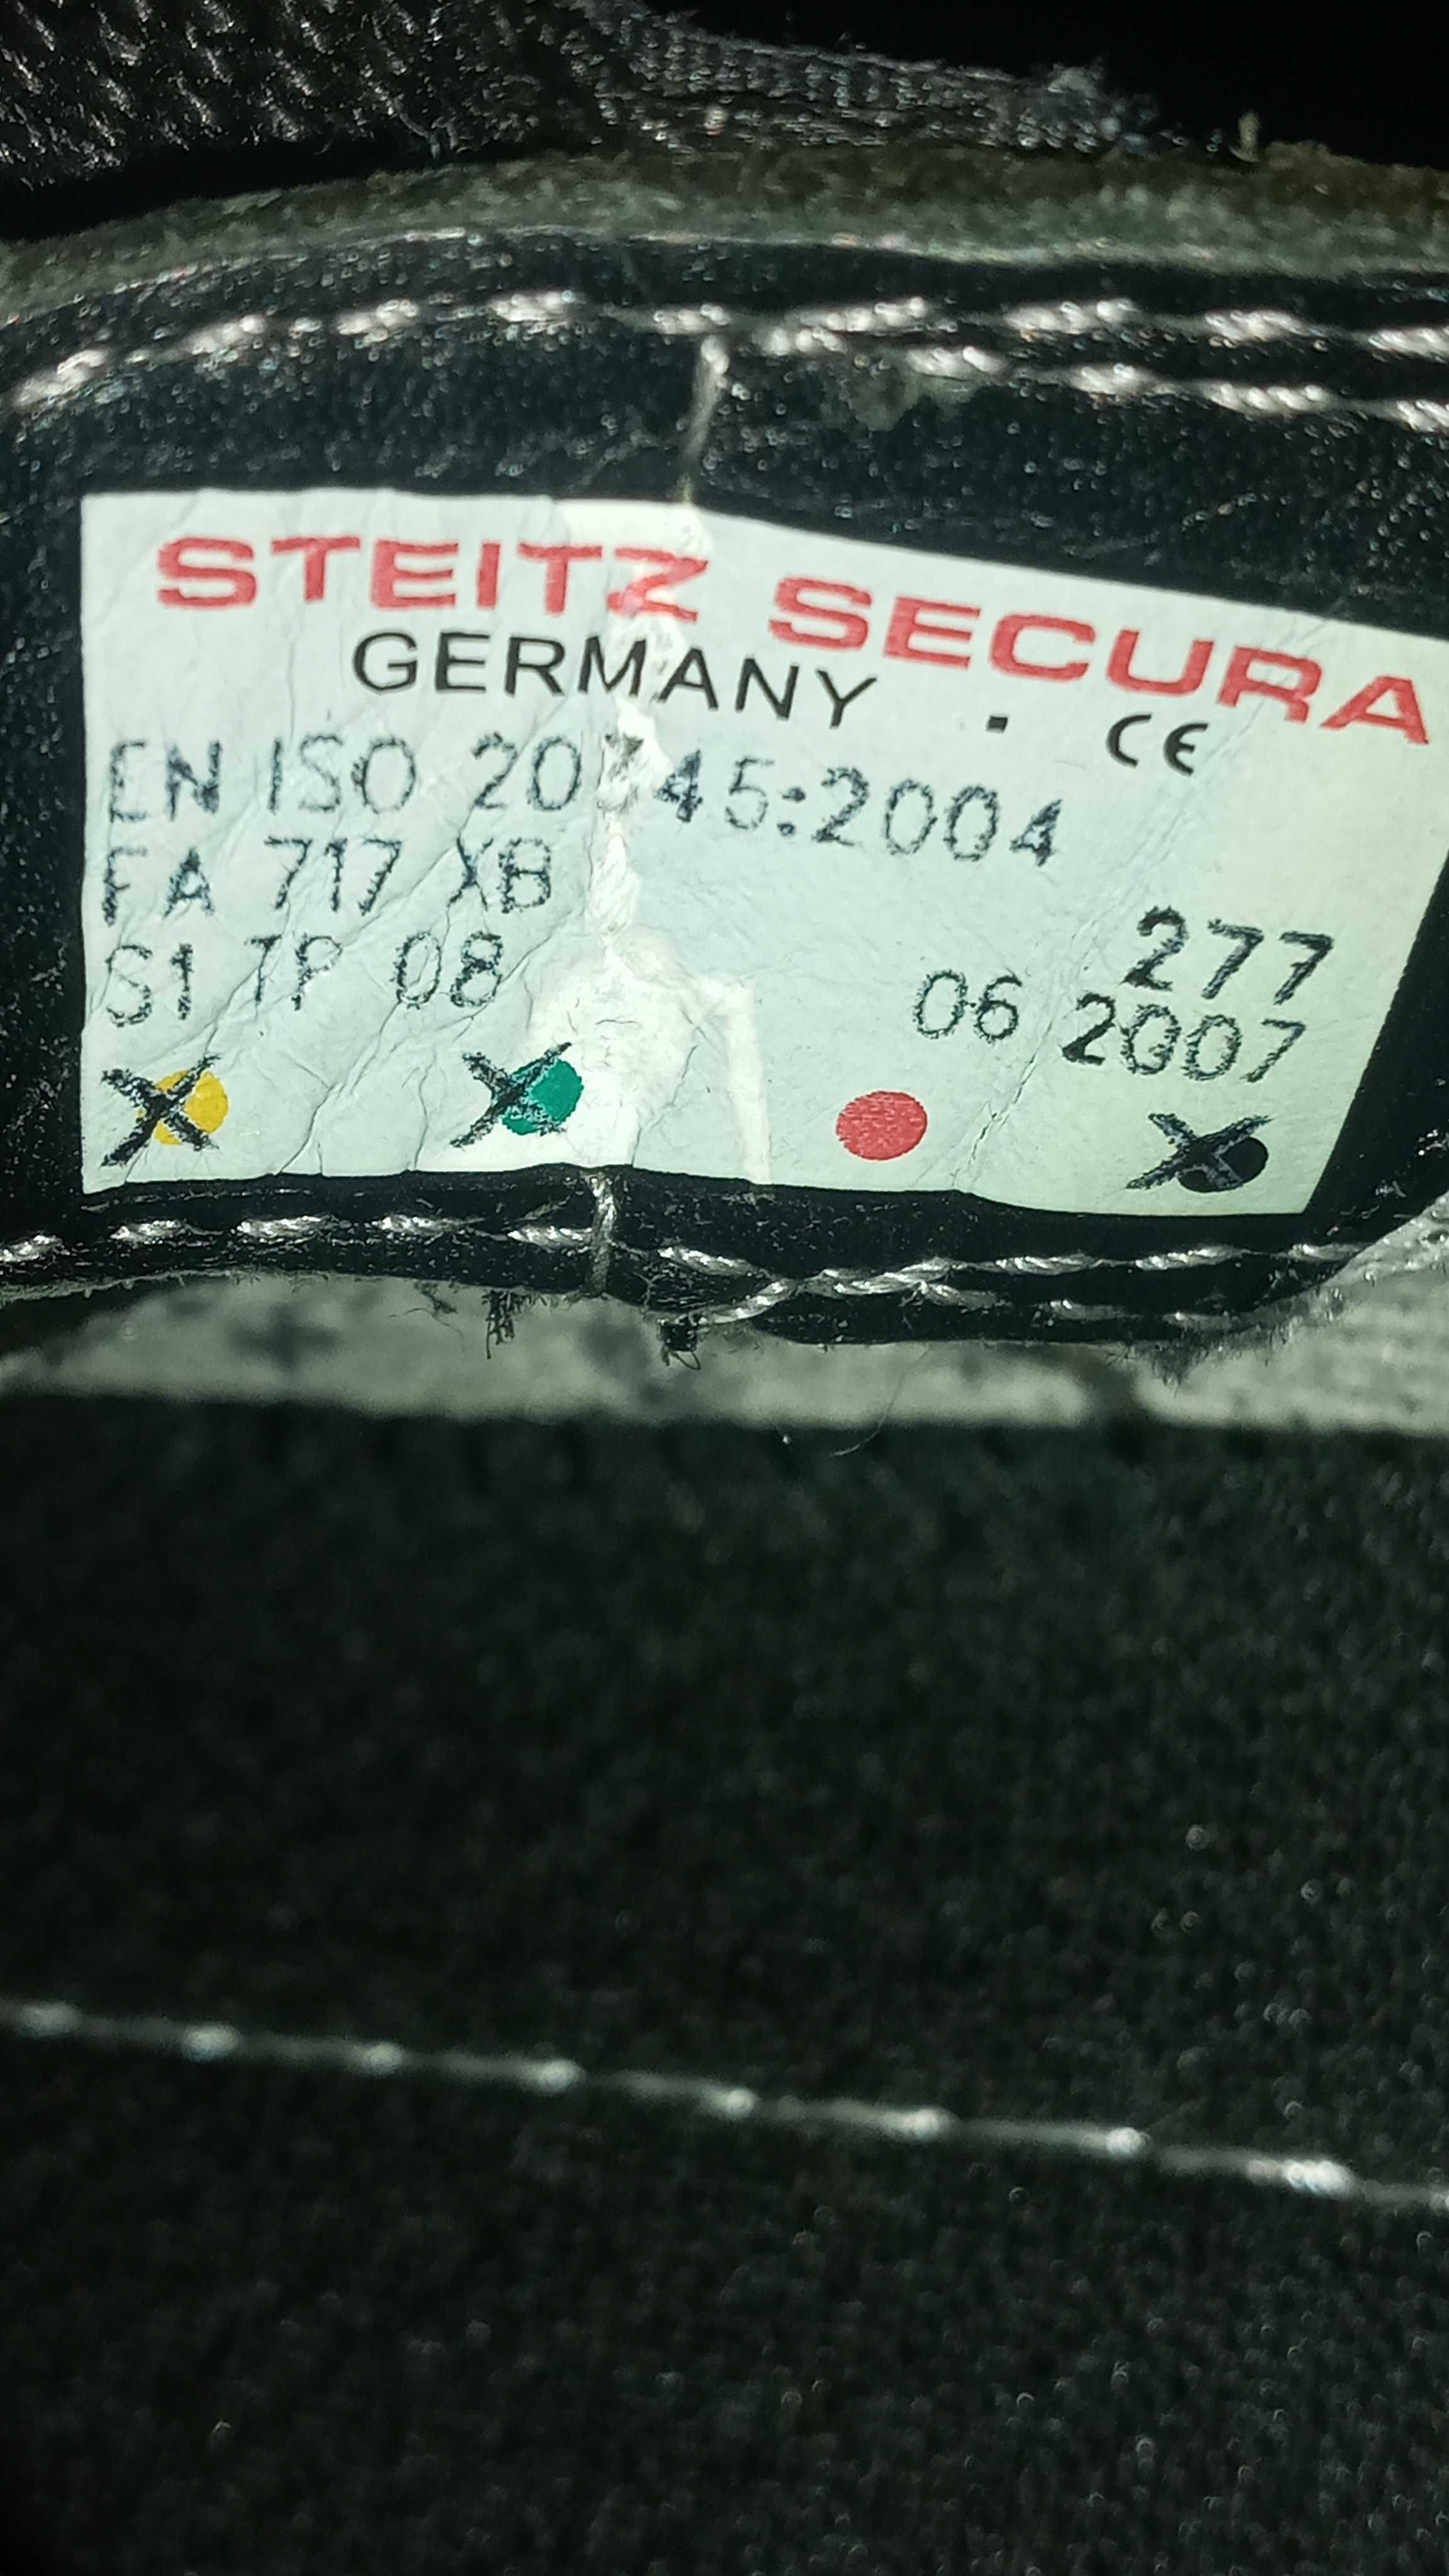 STEITZ SECURA
GERMANY · CE
EN ISO 20345:2004
FA 717 XB
277
S1 TP 08
06 2007